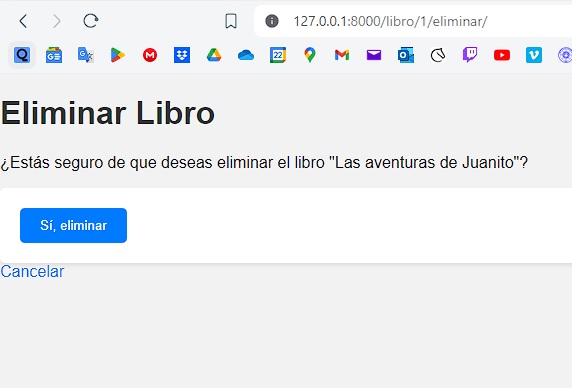 127.0.0.1:8000/libro/1/eliminar/
Eliminar Libro
¿Estás seguro de que deseas eliminar el libro "Las aventuras de Juanito"?
Sí, eliminar
Cancelar